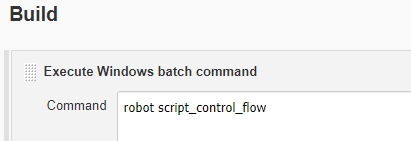 Build
Execute Windows batch command
Command
robot script_control_flow